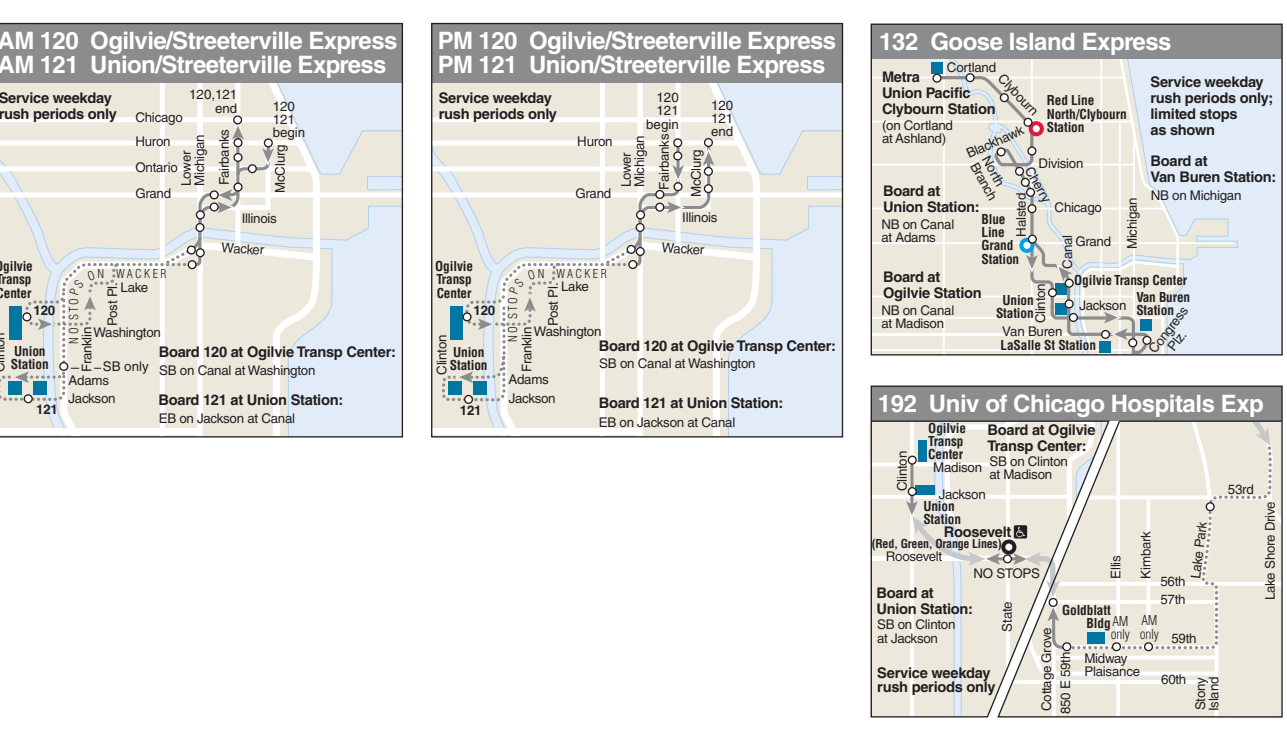 AM 120 Ogilvie/Streeterville Express
AM 121 Union/Streeterville Express
Service weekday
rush periods only
120,121
end
120
121
begin
Chicago
Huron
Ontario
Grand
Lower
Michigan
Fairbanks
McClurg
Illinois
Wacker
Ogilvie
Transp
Center
NO STOPS ON WACKER
Post Pl.
Lake
120
Washington
Franklin
Clinton
Union
Station
SB only
Adams
Jackson
121
Board 120 at Ogilvie Transp Center:
SB on Canal at Washington
Board 121 at Union Station:
EB on Jackson at Canal
PM 120 Ogilvie/Streeterville Express
PM 121 Union/Streeterville Express
Service weekday
rush periods only
120
121
begin
120
121
end
Huron
Grand
Lower
Michigan
Fairbanks
McClurg
Illinois
Wacker
Ogilvie
Transp
Center
NO STOPS ON WACKER
Post Pl.
Lake
120
Washington
Franklin
Clinton
Union
Station
Adams
Jackson
121
Board 120 at Ogilvie Transp Center:
SB on Canal at Washington
Board 121 at Union Station:
EB on Jackson at Canal
132 Goose Island Express
Metra
Union Pacific
Clybourn Station
(on Cortland
at Ashland)
Cortland
Clybourn
Red Line
North/Clybourn
Station
Service weekday
rush periods only;
limited stops
as shown
Blackhawk
North
Branch
Cherry
Division
Board at
Van Buren Station:
NB on Michigan
Board at
Union Station:
NB on Canal
at Adams
Halsted
Chicago
Michigan
Blue
Line
Grand
Station
Canal
Grand
Board at
Ogilvie Station
NB on Canal
at Madison
Ogilvie Transp Center
Union
Station
Clinton
Jackson
Van Buren
Station
Van Buren
LaSalle St Station
Congress
Plz.
192 Univ of Chicago Hospitals Exp
Ogilvie
Transp
Center
Board at Ogilvie
Transp Center:
SB on Clinton
at Madison
Clinton
Madison
Jackson
Union
Station
Roosevelt
(Red, Green, Orange Lines)
Roosevelt
NO STOPS
State
Board at
Union Station:
SB on Clinton
at Jackson
Service weekday
rush periods only
53rd
Lake Park
Lake Shore Drive
Ellis
Kimbark
56th
57th
Goldblatt
Bldg
AM
only
AM
only
59th
Midway
Plaisance
60th
Cottage Grove
850 E 59th
Stony
Island